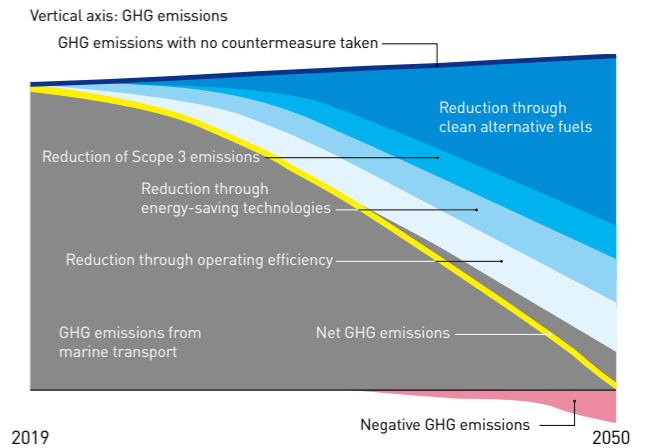 Vertical axis: GHG emissions
GHG emissions with no countermeasure taken
Reduction through
clean alternative fuels
Reduction of Scope 3 emissions
Reduction through
energy-saving technologies
Reduction through operating efficiency
GHG emissions from
marine transport
Net GHG emissions
Negative GHG emissions
2019
2050